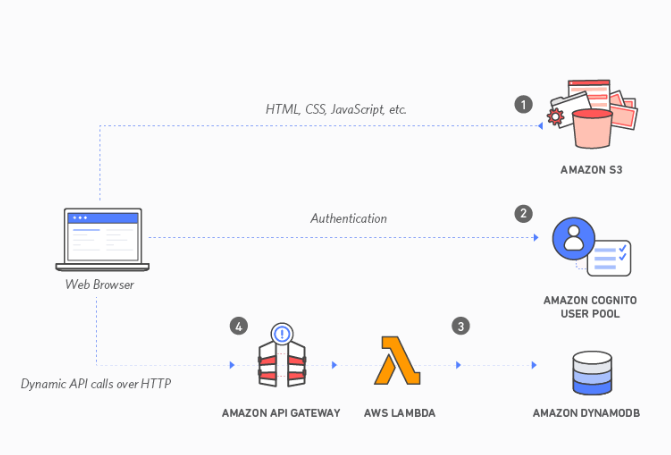 HTML, CSS, JavaScript, etc.
1
AMAZON S3
Authentication
2
Web Browser
AMAZON COGNITO
USER POOL
4
3
Dynamic API calls over HTTP
AMAZON API GATEWAY
AWS LAMBDA
AMAZON DYNAMODB